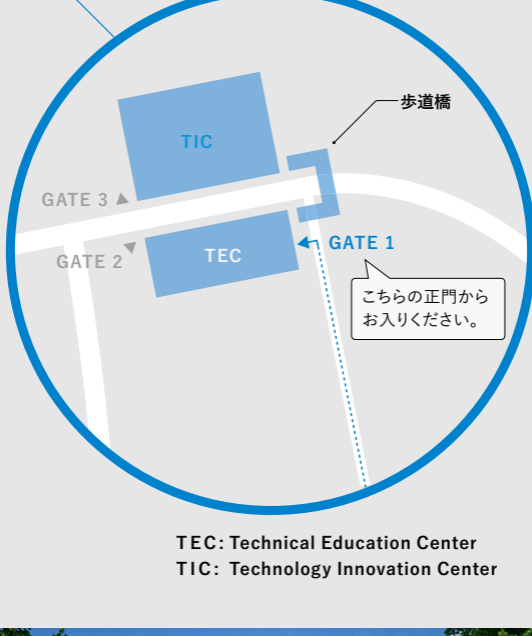 歩道橋
TIC
GATE 3
GATE 2
TEC
GATE 1
こちらの正門から
お入りください。
TEC: Technical Education Center
TIC: Technology Innovation Center